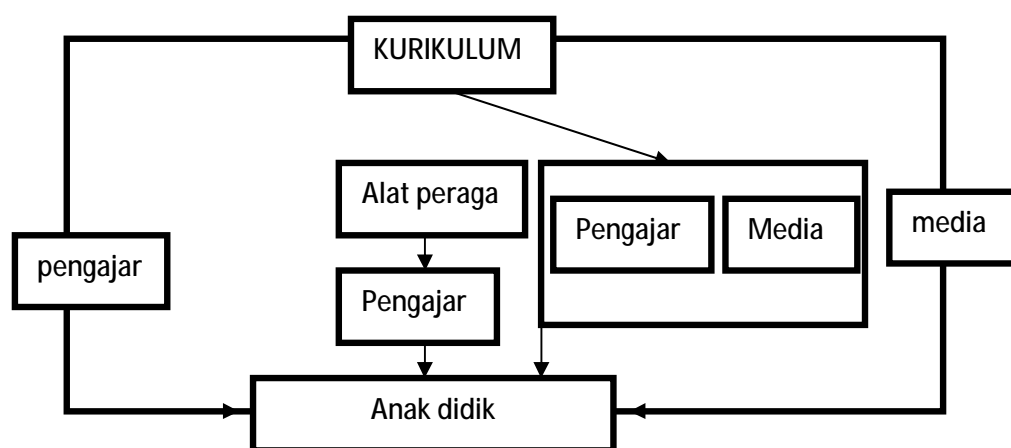 KURIKULUM
Alat peraga
Pengajar
Media
media
pengajar
Pengajar
Anak didik